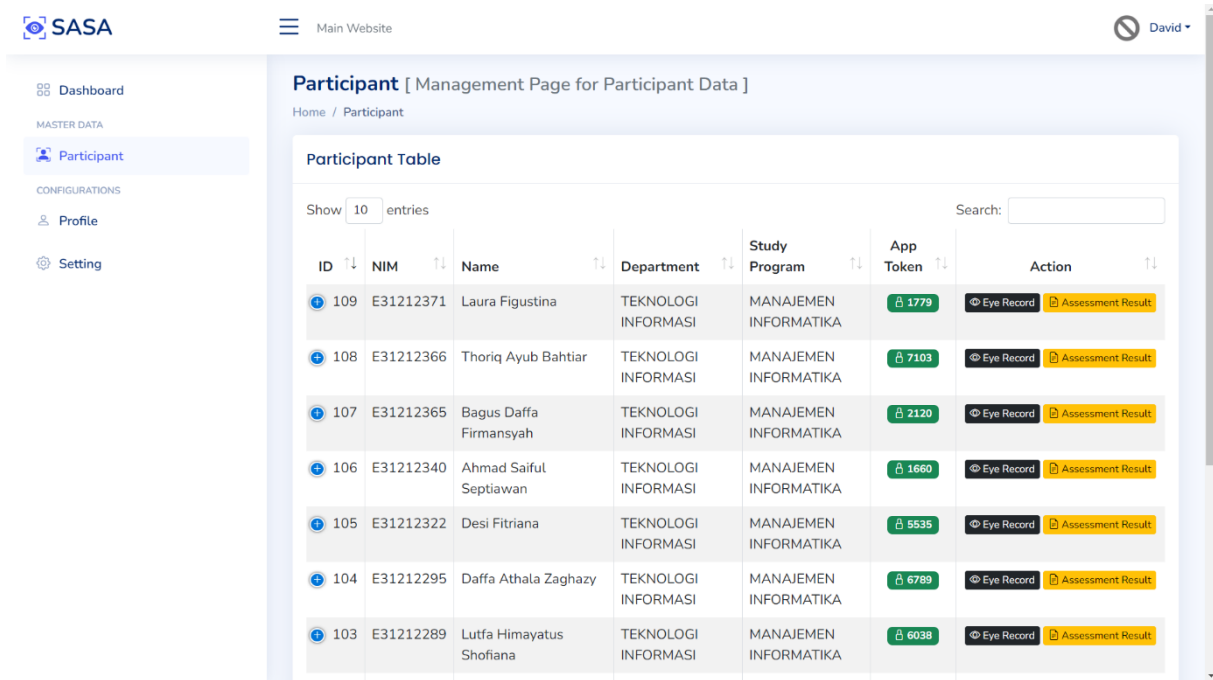 SASA
Main Website
David
Dashboard
MASTER DATA
Participant
CONFIGURATIONS
Profile
Setting
Participant [ Management Page for Participant Data ]
Home / Participant
Participant Table
Show 10 entries
Search:
ID NIM Name Department Study Program App Token Action
109 E31212371 Laura Figustina TEKNOLOGI INFORMASI MANAJEMEN INFORMATIKA 1779 Eye Record Assessment Result
108 E31212366 Thoriq Ayub Bahtiar TEKNOLOGI INFORMASI MANAJEMEN INFORMATIKA 7103 Eye Record Assessment Result
107 E31212365 Bagus Daffa Firmansyah TEKNOLOGI INFORMASI MANAJEMEN INFORMATIKA 2120 Eye Record Assessment Result
106 E31212340 Ahmad Saiful Septiawan TEKNOLOGI INFORMASI MANAJEMEN INFORMATIKA 1660 Eye Record Assessment Result
105 E31212322 Desi Fitriana TEKNOLOGI INFORMASI MANAJEMEN INFORMATIKA 5535 Eye Record Assessment Result
104 E31212295 Daffa Athala Zaghazy TEKNOLOGI INFORMASI MANAJEMEN INFORMATIKA 6789 Eye Record Assessment Result
103 E31212289 Lutfa Himayatus Shofiana TEKNOLOGI INFORMASI MANAJEMEN INFORMATIKA 6038 Eye Record Assessment Result